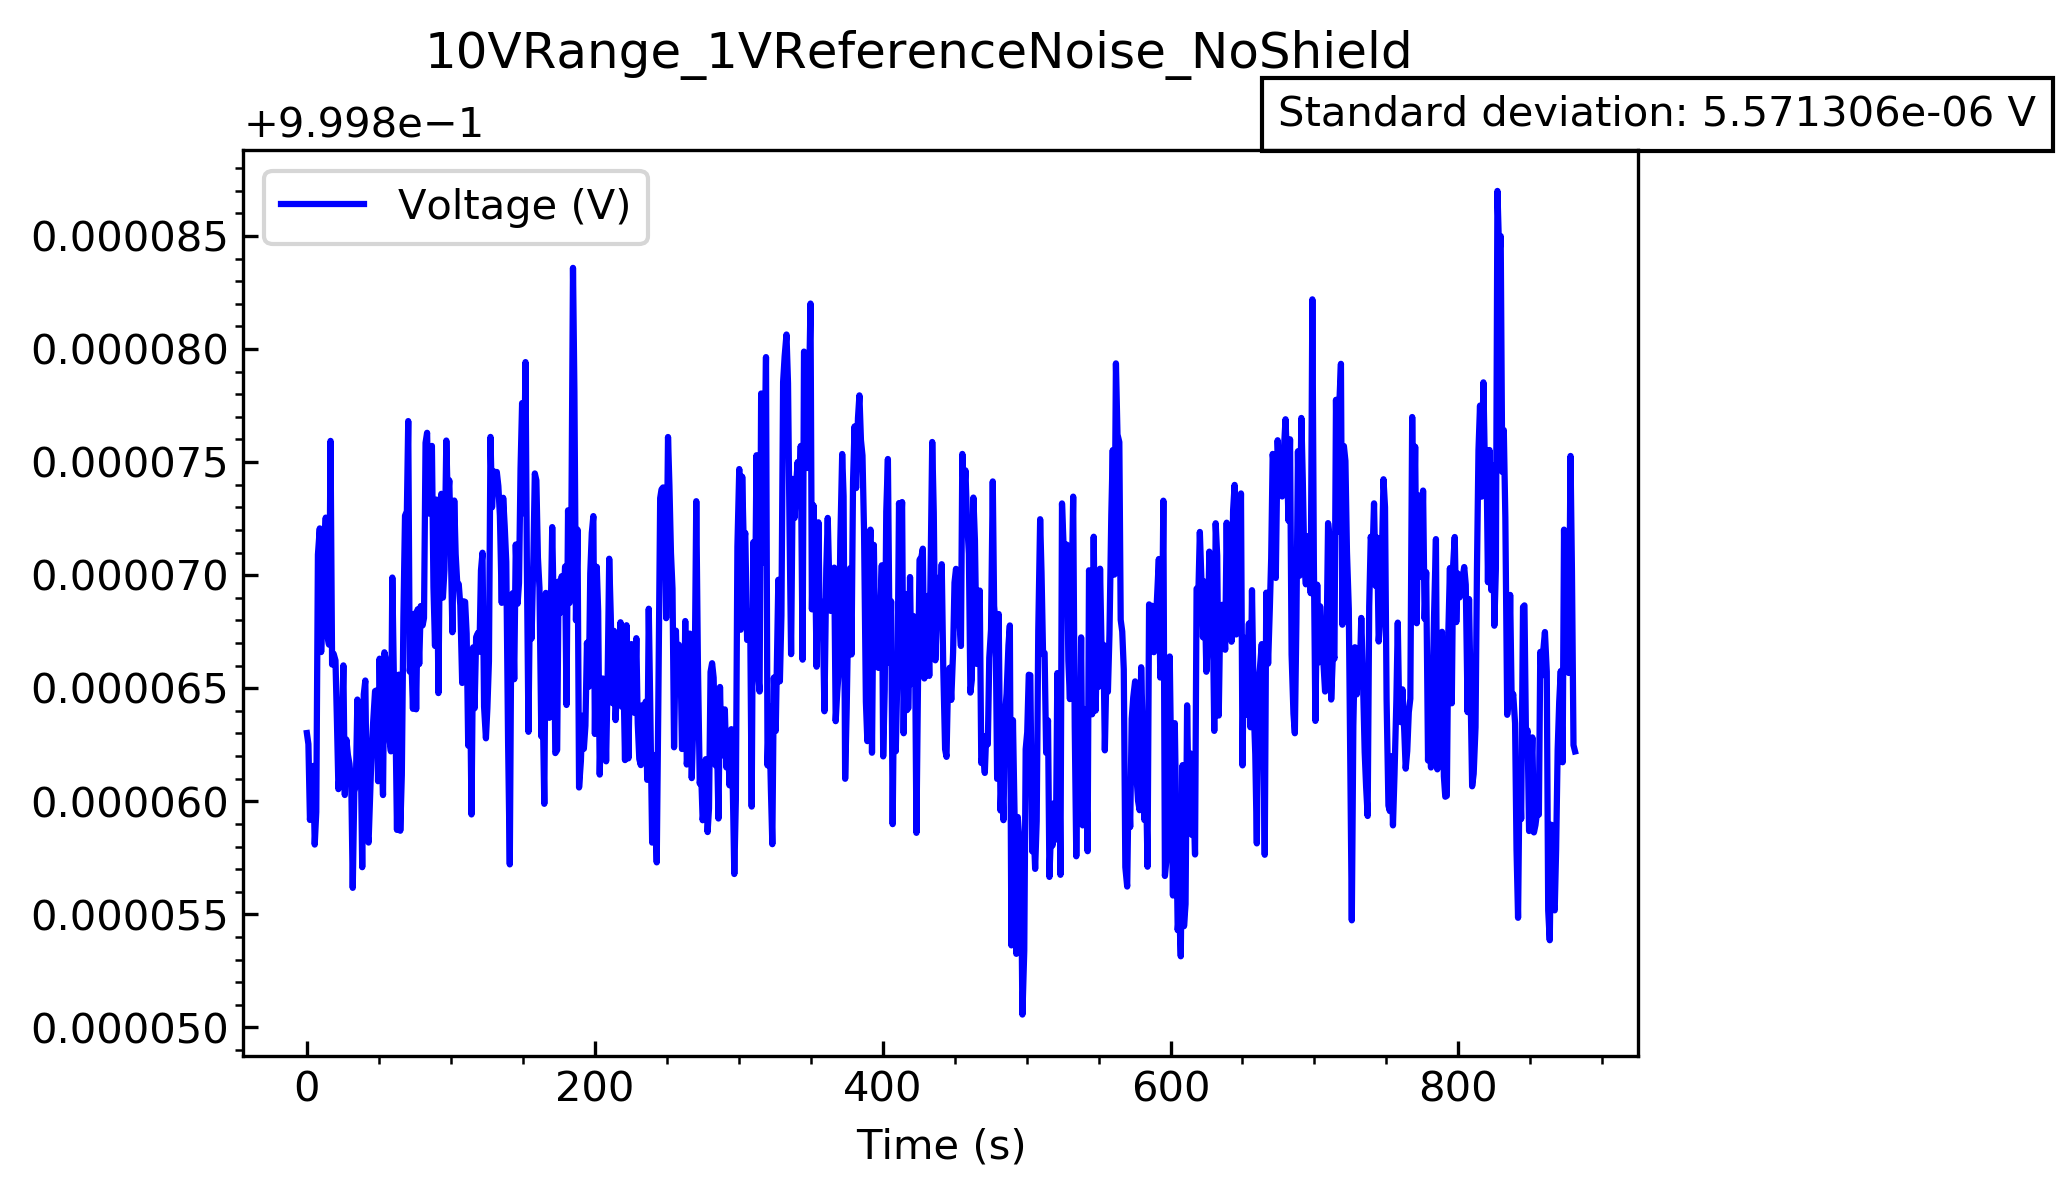 10VRange_1VReferenceNoise_NoShield
Standard deviation: 5.571306e-06 V
+9.998e−1
Voltage (V)
0.000085
0.000080
0.000075
0.000070
0.000065
0.000060
0.000055
0.000050
0 200 400 600 800
Time (s)